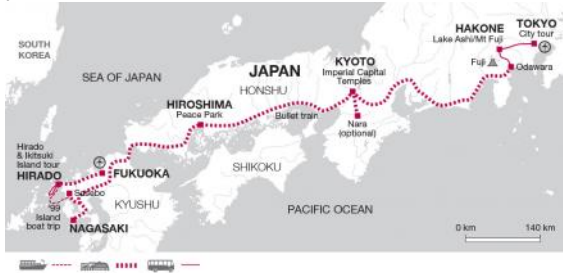 SOUTH
KOREA
SEA OF JAPAN
JAPAN
HONSHU
HAKONE
Lake Ashi/Mt Fuji
TOKYO
City tour
Fuji
Odawara
KYOTO
Imperial Capital
Temples
Nara
(optional)
Bullet train
HIROSHIMA
Peace Park
Hirado
& Ikitsuki
Island tour
HIRADO
FUKUOKA
Sasebo
'99
Island
boat trip
NAGASAKI
KYUSHU
SHIKOKU
PACIFIC OCEAN
0 km
140 km